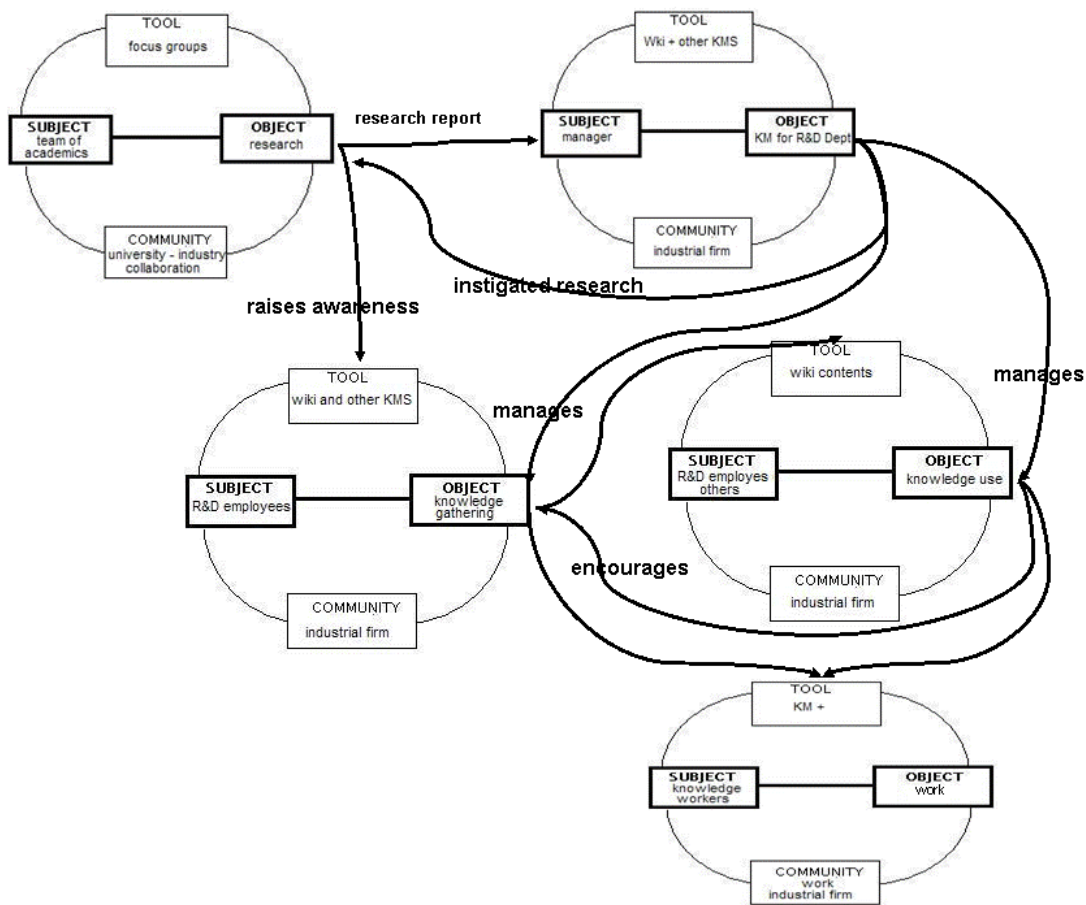 TOOL
focus groups
SUBJECT
team of
academics
OBJECT
research
COMMUNITY
university - industry
collaboration
research report
TOOL
Wki + other KMS
SUBJECT
manager
OBJECT
KM for R&D Dept
COMMUNITY
industrial firm
instigated research
raises awareness
manages
manages
TOOL
wiki and other KMS
SUBJECT
R&D employees
OBJECT
knowledge
gathering
COMMUNITY
industrial firm
TOOL
wiki contents
SUBJECT
R&D employes
others
OBJECT
knowledge use
COMMUNITY
industrial firm
encourages
TOOL
KM +
SUBJECT
knowledge
workers
OBJECT
work
COMMUNITY
work
industrial firm